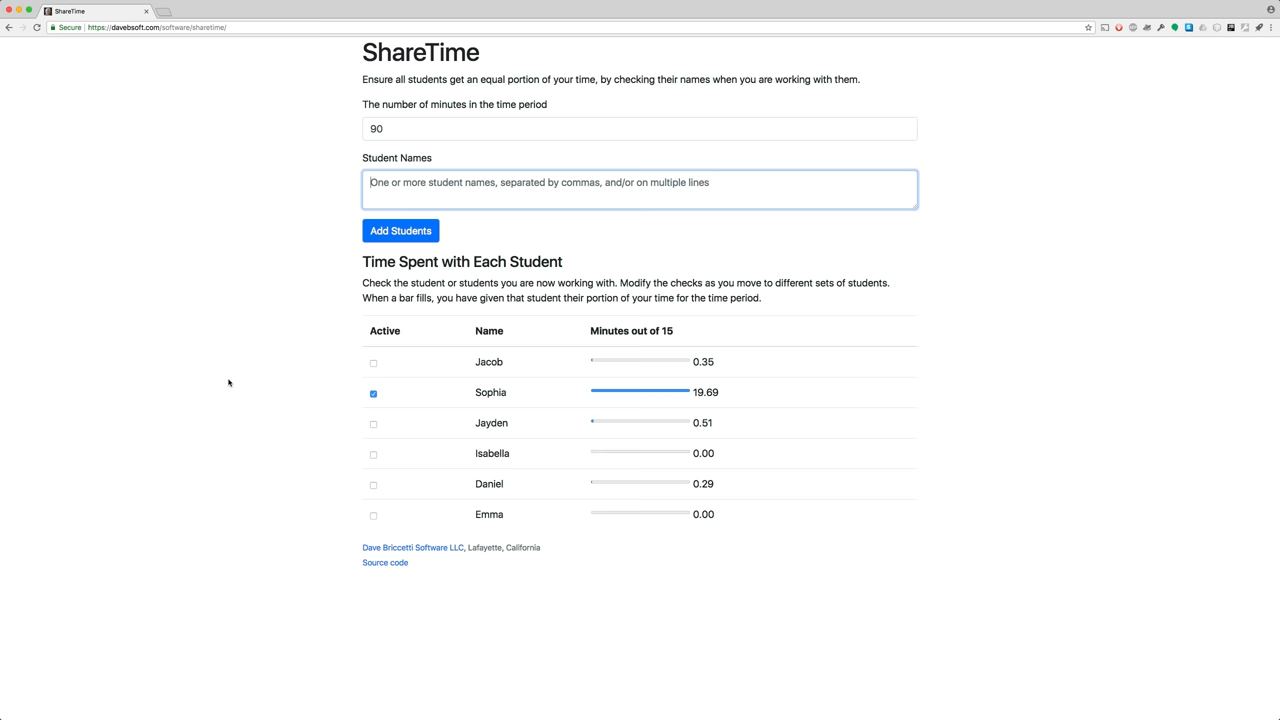 ShareTime
Secure https://davebsoft.com/software/sharetime/
ShareTime
Ensure all students get an equal portion of your time, by checking their names when you are working with them.
The number of minutes in the time period
90
Student Names
One or more student names, separated by commas, and/or on multiple lines
Add Students
Time Spent with Each Student
Check the student or students you are now working with. Modify the checks as you move to different sets of students.
When a bar fills, you have given that student their portion of your time for the time period.
Active Name Minutes out of 15
Jacob 0.35
Sophia 19.69
Jayden 0.51
Isabella 0.00
Daniel 0.29
Emma 0.00
Dave Briccetti Software LLC, Lafayette, California
Source code